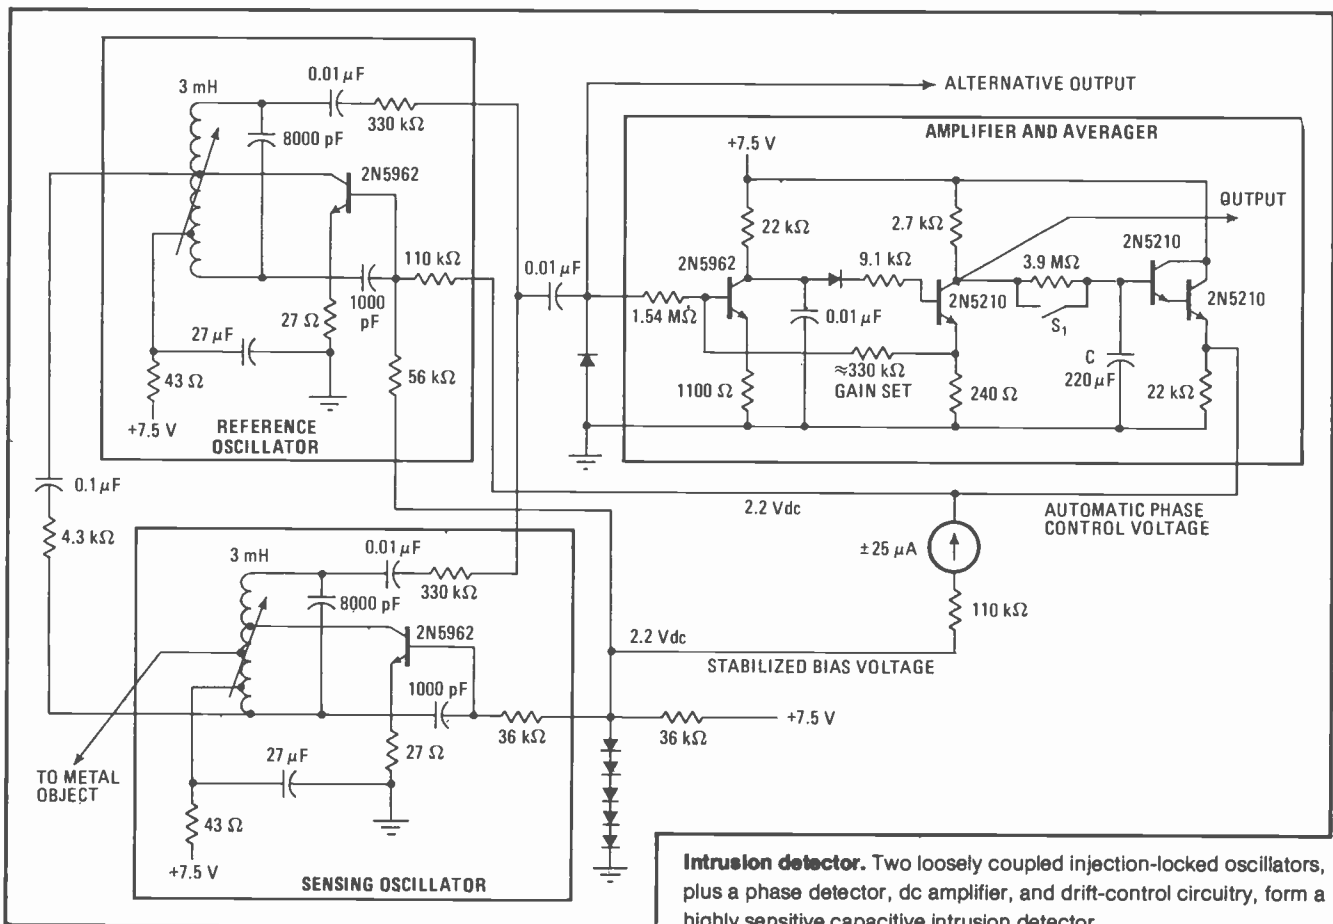 0.01 μF
3 mH
330 kΩ
8000 pF
2N5962
110 kΩ
1000
pF
27 Ω
27 μF
43 Ω
56 kΩ
+7.5 V
REFERENCE
OSCILLATOR
ALTERNATIVE OUTPUT
AMPLIFIER AND AVERAGER
+7.5 V
OUTPUT
22 kΩ
2.7 kΩ
2N5210
2N5962
9.1 kΩ
3.9 MΩ
2N5210
0.01 μF
2N5210
1.54 MΩ
0.01 μF
S1
≈330 kΩ
GAIN SET
C
220 μF
1100 Ω
240 Ω
22 kΩ
0.1 μF
4.3 kΩ
2.2 Vdc
AUTOMATIC PHASE
CONTROL VOLTAGE
±25 μA
110 kΩ
2.2 Vdc
STABILIZED BIAS VOLTAGE
3 mH
0.01 μF
330 kΩ
8000 pF
2N5962
1000 pF
36 kΩ
36 kΩ
+7.5 V
27 Ω
27 μF
TO METAL
OBJECT
43 Ω
+7.5 V
SENSING OSCILLATOR
Intrusion detector. Two loosely coupled injection-locked oscillators,
plus a phase detector, dc amplifier, and drift-control circuitry, form a
highly sensitive capacitive intrusion detector.